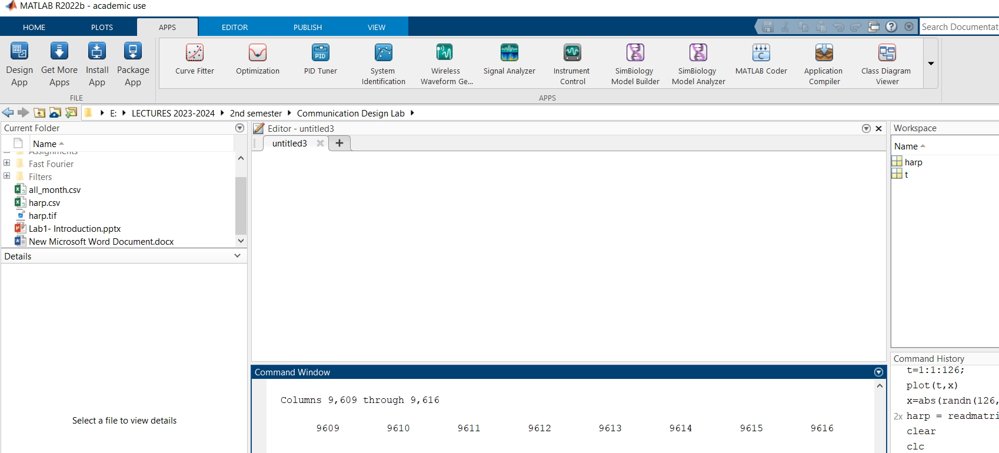 MATLAB R2022b - academic use
HOME PLOTS APPS EDITOR PUBLISH VIEW
Search Documentat
Design App
Get More Apps
Install App
Package App
FILE
Curve Fitter
Optimization
PID
PID Tuner
System Identification
Wireless Waveform Ge...
Signal Analyzer
Instrument Control
SimBiology Model Builder
SimBiology Model Analyzer
C
MATLAB Coder
Application Compiler
Class Diagram Viewer
APPS
E: LECTURES 2023-2024 2nd semester Communication Design Lab
Current Folder
Name
Assignments
Fast Fourier
Filters
all_month.csv
harp.csv
harp.tif
Lab1- Introduction.pptx
New Microsoft Word Document.docx
Details
Select a file to view details
Editor - untitled3
untitled3
Command Window
Columns 9,609 through 9,616
9609 9610 9611 9612 9613 9614 9615 9616
Workspace
Name
harp
t
Command History
t=1:1:126;
plot(t,x)
x=abs(randn(126,
2x harp = readmatri
clear
clc